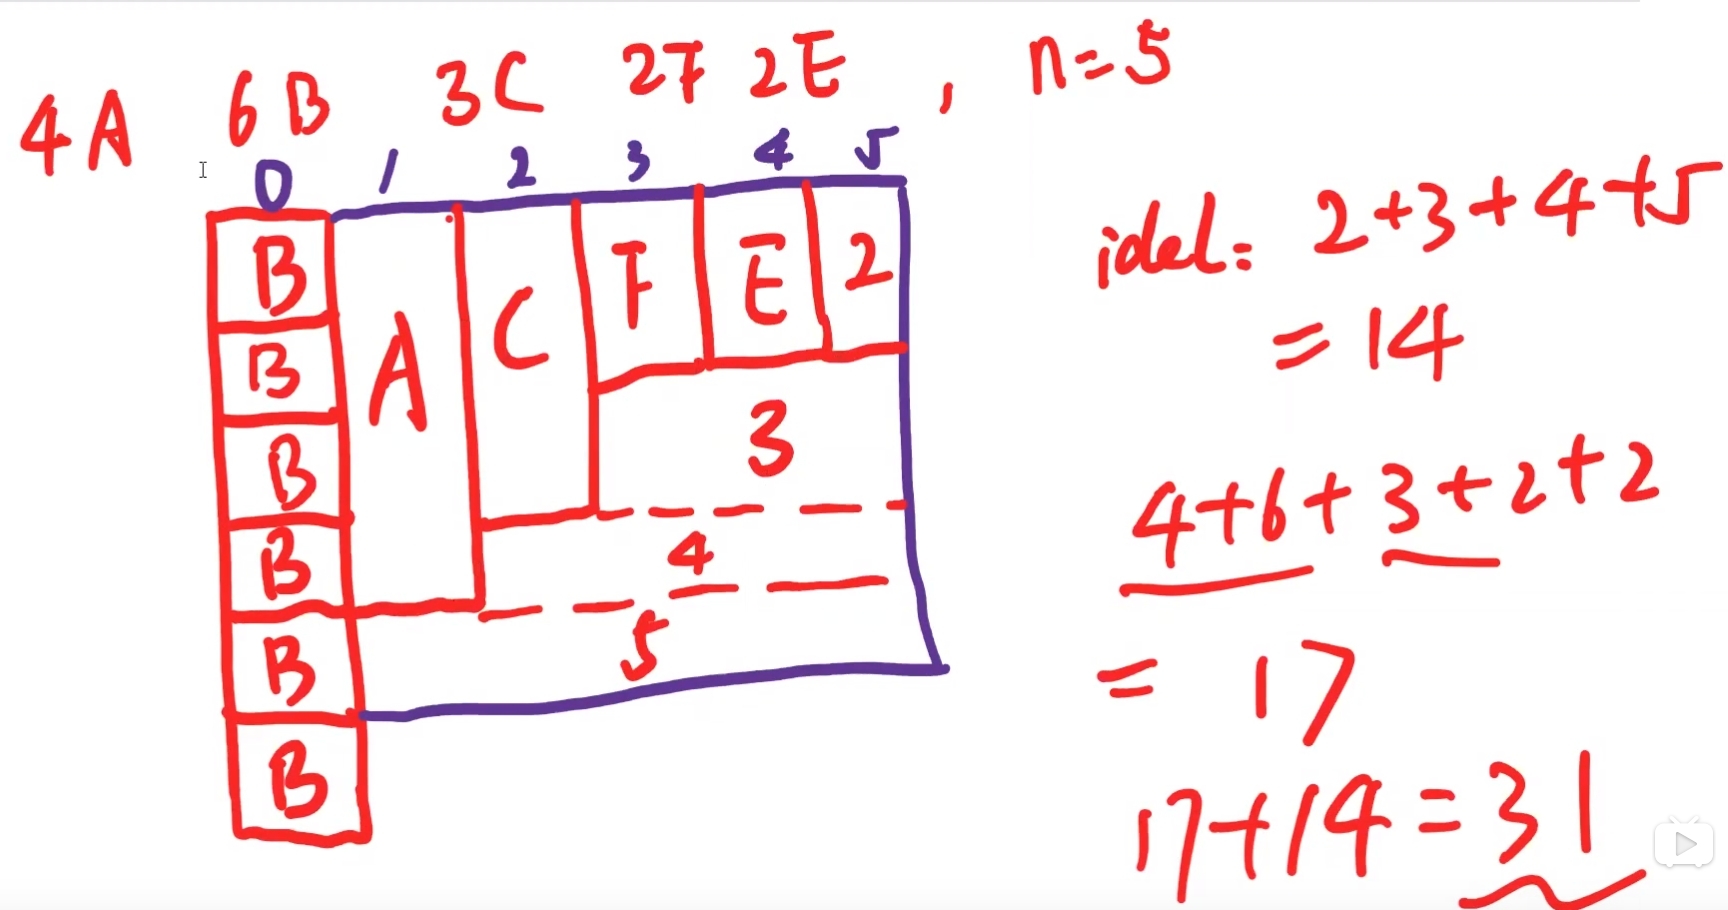 4A 6B 3C 2F 2E , n=5
0 1 2 3 4 5
B A C F E 2
B
B 3
B 4
B 5
B
idel= 2+3+4+5
=14
4+6+3+2+2
= 17
17+14=31